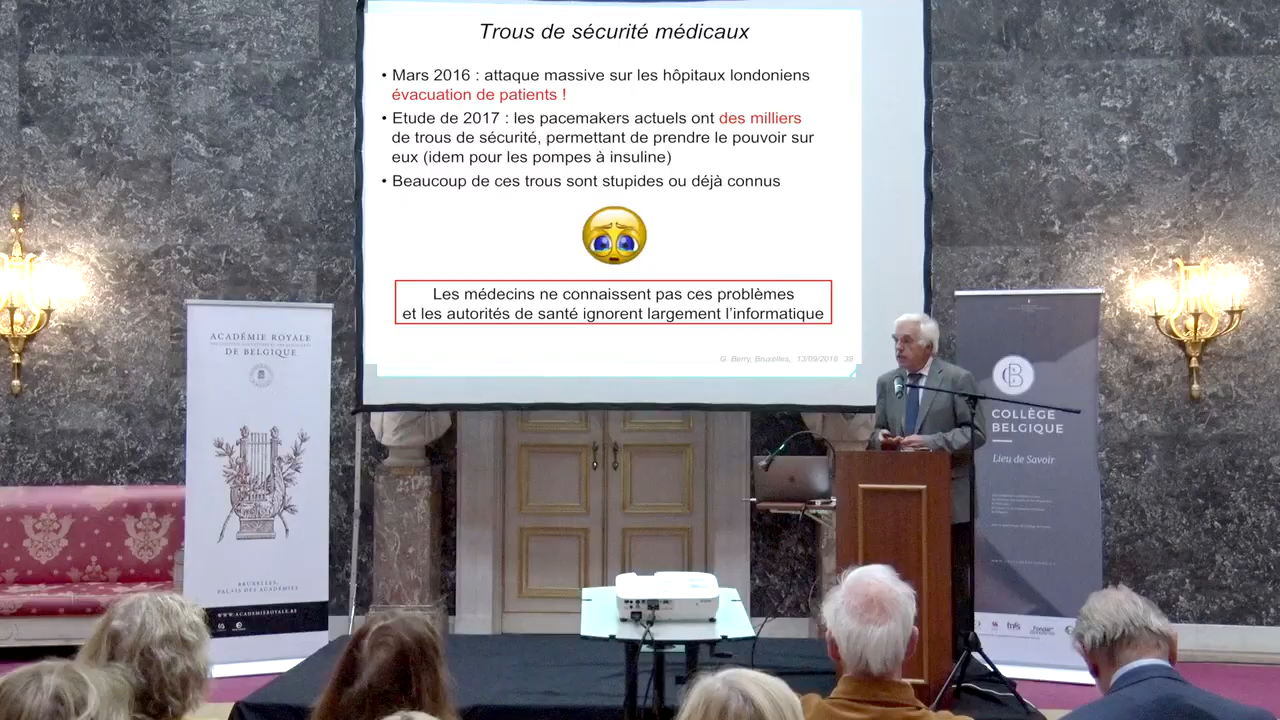 Trous de sécurité médicaux
• Mars 2016 : attaque massive sur les hôpitaux londoniens
évacuation de patients !
• Etude de 2017 : les pacemakers actuels ont des milliers
de trous de sécurité, permettant de prendre le pouvoir sur
eux (idem pour les pompes à insuline)
• Beaucoup de ces trous sont stupides ou déjà connus
Les médecins ne connaissent pas ces problèmes
et les autorités de santé ignorent largement l'informatique
G. Berry, Bruxelles, 13/09/2018 38
ACADÉMIE ROYALE
DE BELGIQUE
BRUXELLES,
PALAIS DES ACADÉMIES
WWW.ACADEMIEROYALE.BE
CB
COLLÈGE
BELGIQUE
Lieu de Savoir
fnrs